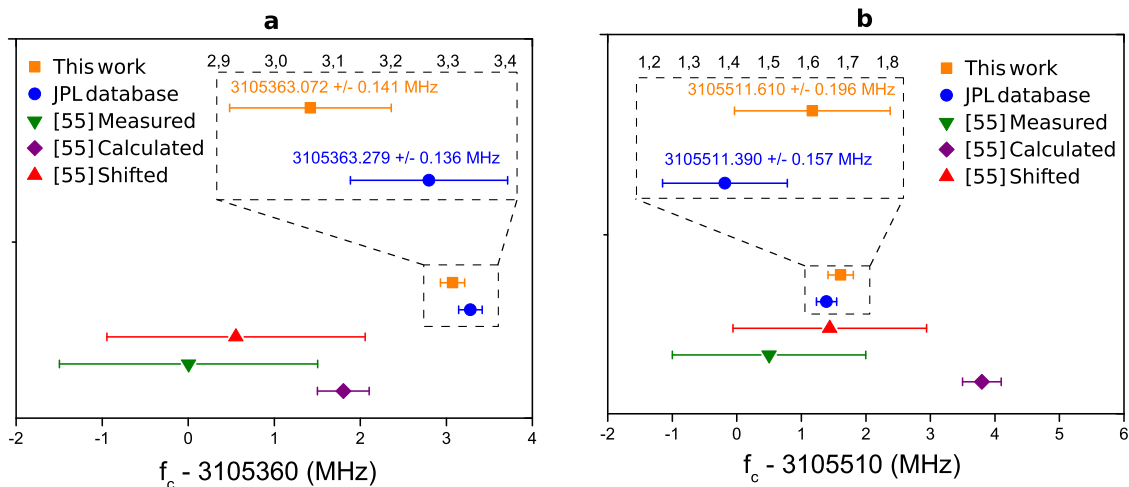 a
This work
JPL database
[55] Measured
[55] Calculated
[55] Shifted
2,9 3,0 3,1 3,2 3,3 3,4
3105363.072 +/- 0.141 MHz
3105363.279 +/- 0.136 MHz
-2 -1 0 1 2 3 4
fc - 3105360 (MHz)
b
1,2 1,3 1,4 1,5 1,6 1,7 1,8
3105511.610 +/- 0.196 MHz
3105511.390 +/- 0.157 MHz
This work
JPL database
[55] Measured
[55] Calculated
[55] Shifted
-2 -1 0 1 2 3 4 5 6
fc - 3105510 (MHz)